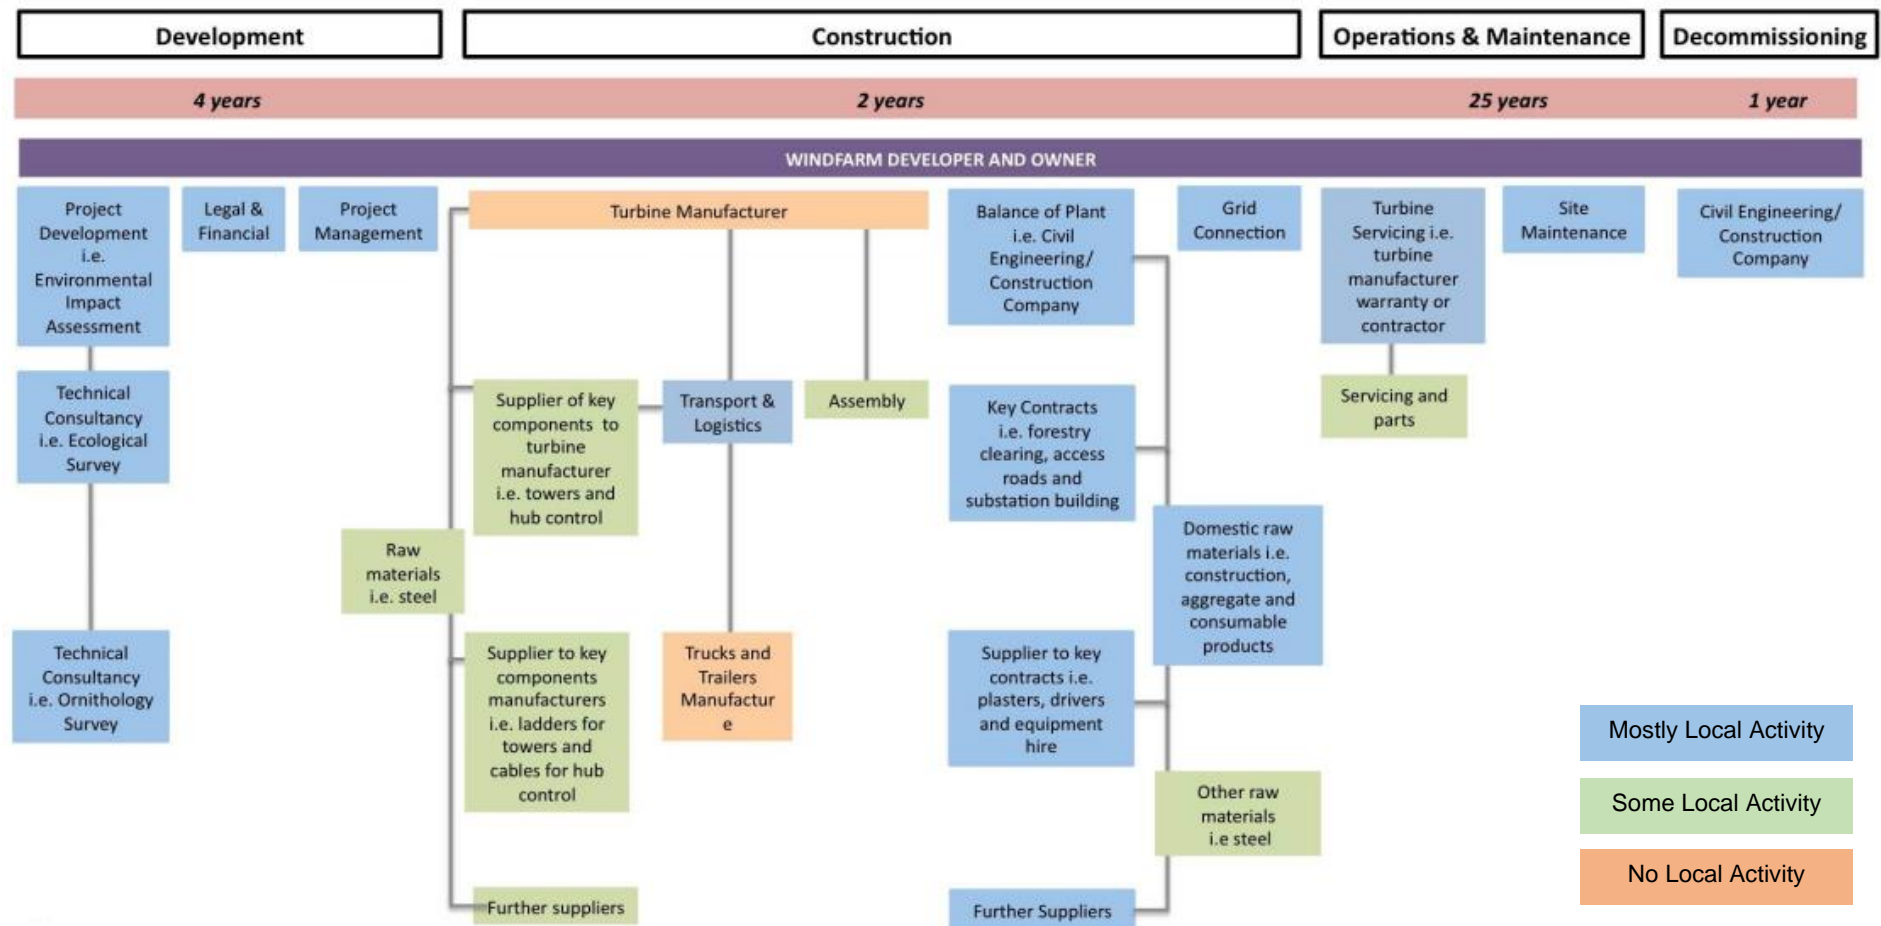 Development
Construction
Operations & Maintenance
Decommissioning
4 years
2 years
25 years
1 year
WINDFARM DEVELOPER AND OWNER
Project
Development
i.e.
Environmental
Impact
Assessment
Legal &
Financial
Project
Management
Turbine Manufacturer
Balance of Plant
i.e. Civil
Engineering/
Construction
Company
Grid
Connection
Turbine
Servicing i.e.
turbine
manufacturer
warranty or
contractor
Site
Maintenance
Civil Engineering/
Construction
Company
Technical
Consultancy
i.e. Ecological
Survey
Supplier of key
components to
turbine
manufacturer
i.e. towers and
hub control
Transport &
Logistics
Assembly
Key Contracts
i.e. forestry
clearing, access
roads and
substation building
Servicing and
parts
Raw
materials
i.e. steel
Domestic raw
materials i.e.
construction,
aggregate and
consumable
products
Technical
Consultancy
i.e. Ornithology
Survey
Supplier to key
components
manufacturers
i.e. ladders for
towers and
cables for hub
control
Trucks and
Trailers
Manufactur
e
Supplier to key
contracts i.e.
plasters, drivers
and equipment
hire
Other raw
materials
i.e steel
Further suppliers
Further Suppliers
Mostly Local Activity
Some Local Activity
No Local Activity